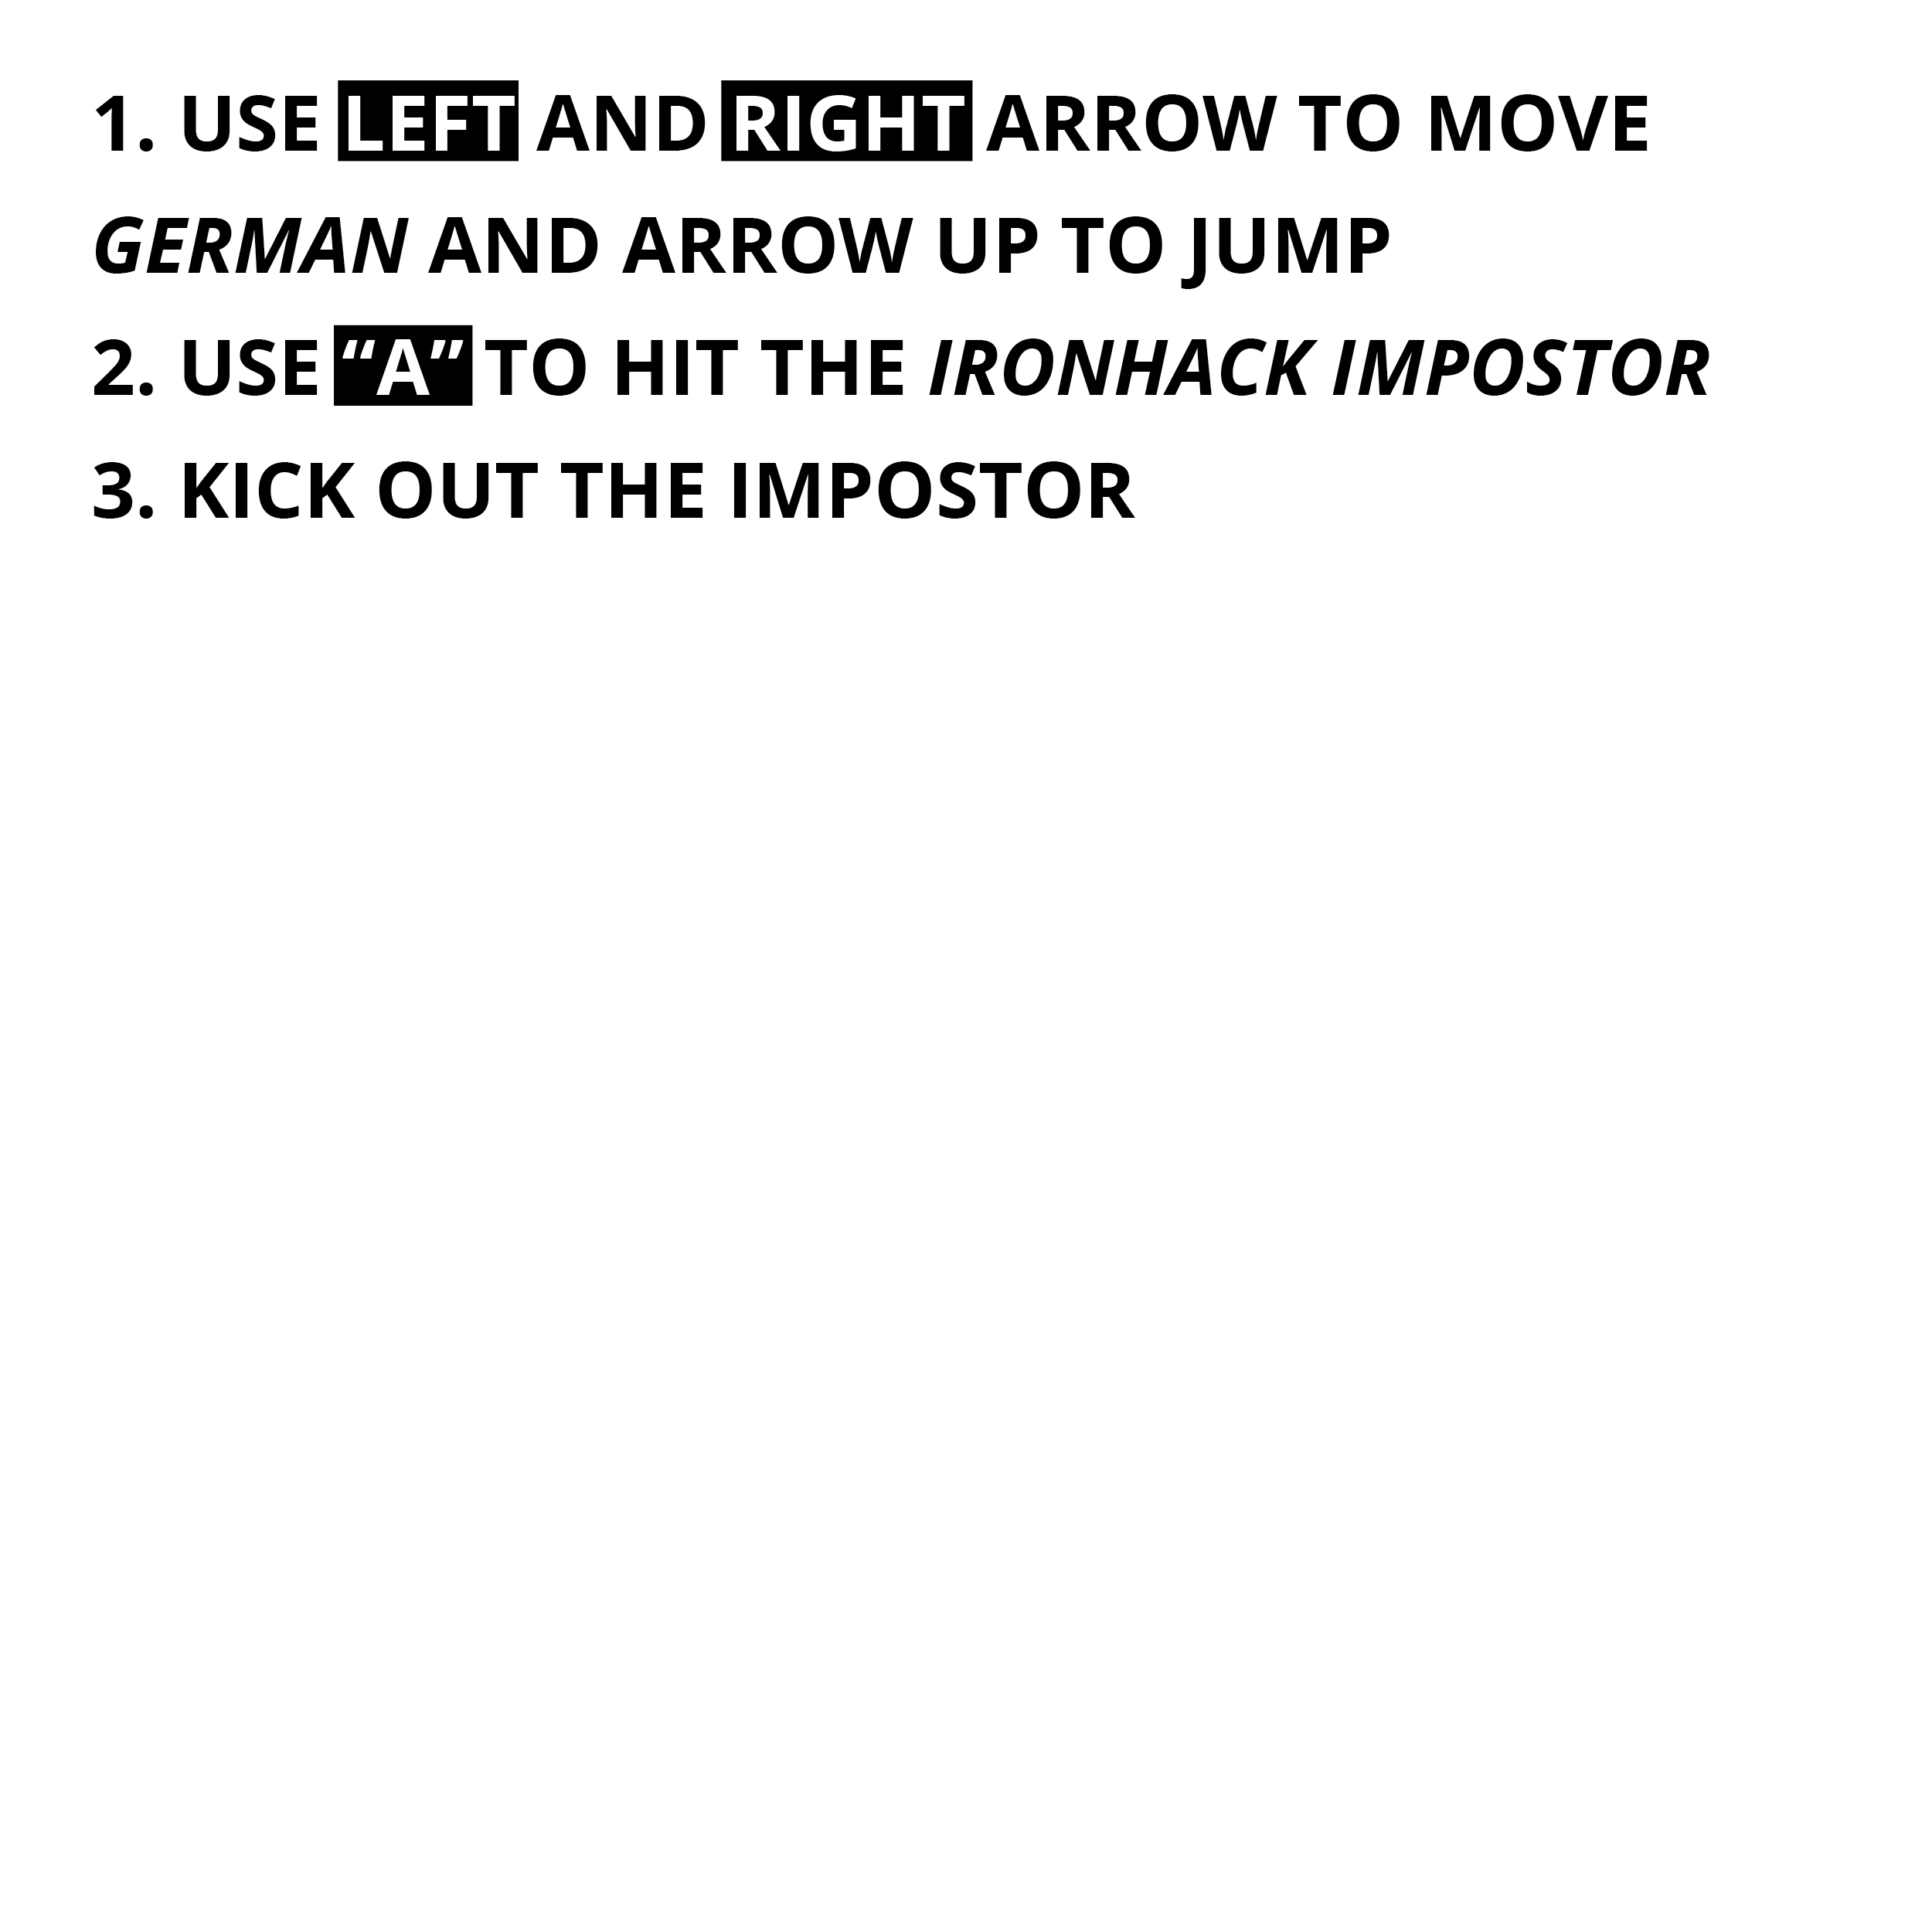 1. USE LEFT AND RIGHT ARROW TO MOVE
GERMAN AND ARROW UP TO JUMP
2. USE “A” TO HIT THE IRONHACK IMPOSTOR
3. KICK OUT THE IMPOSTOR